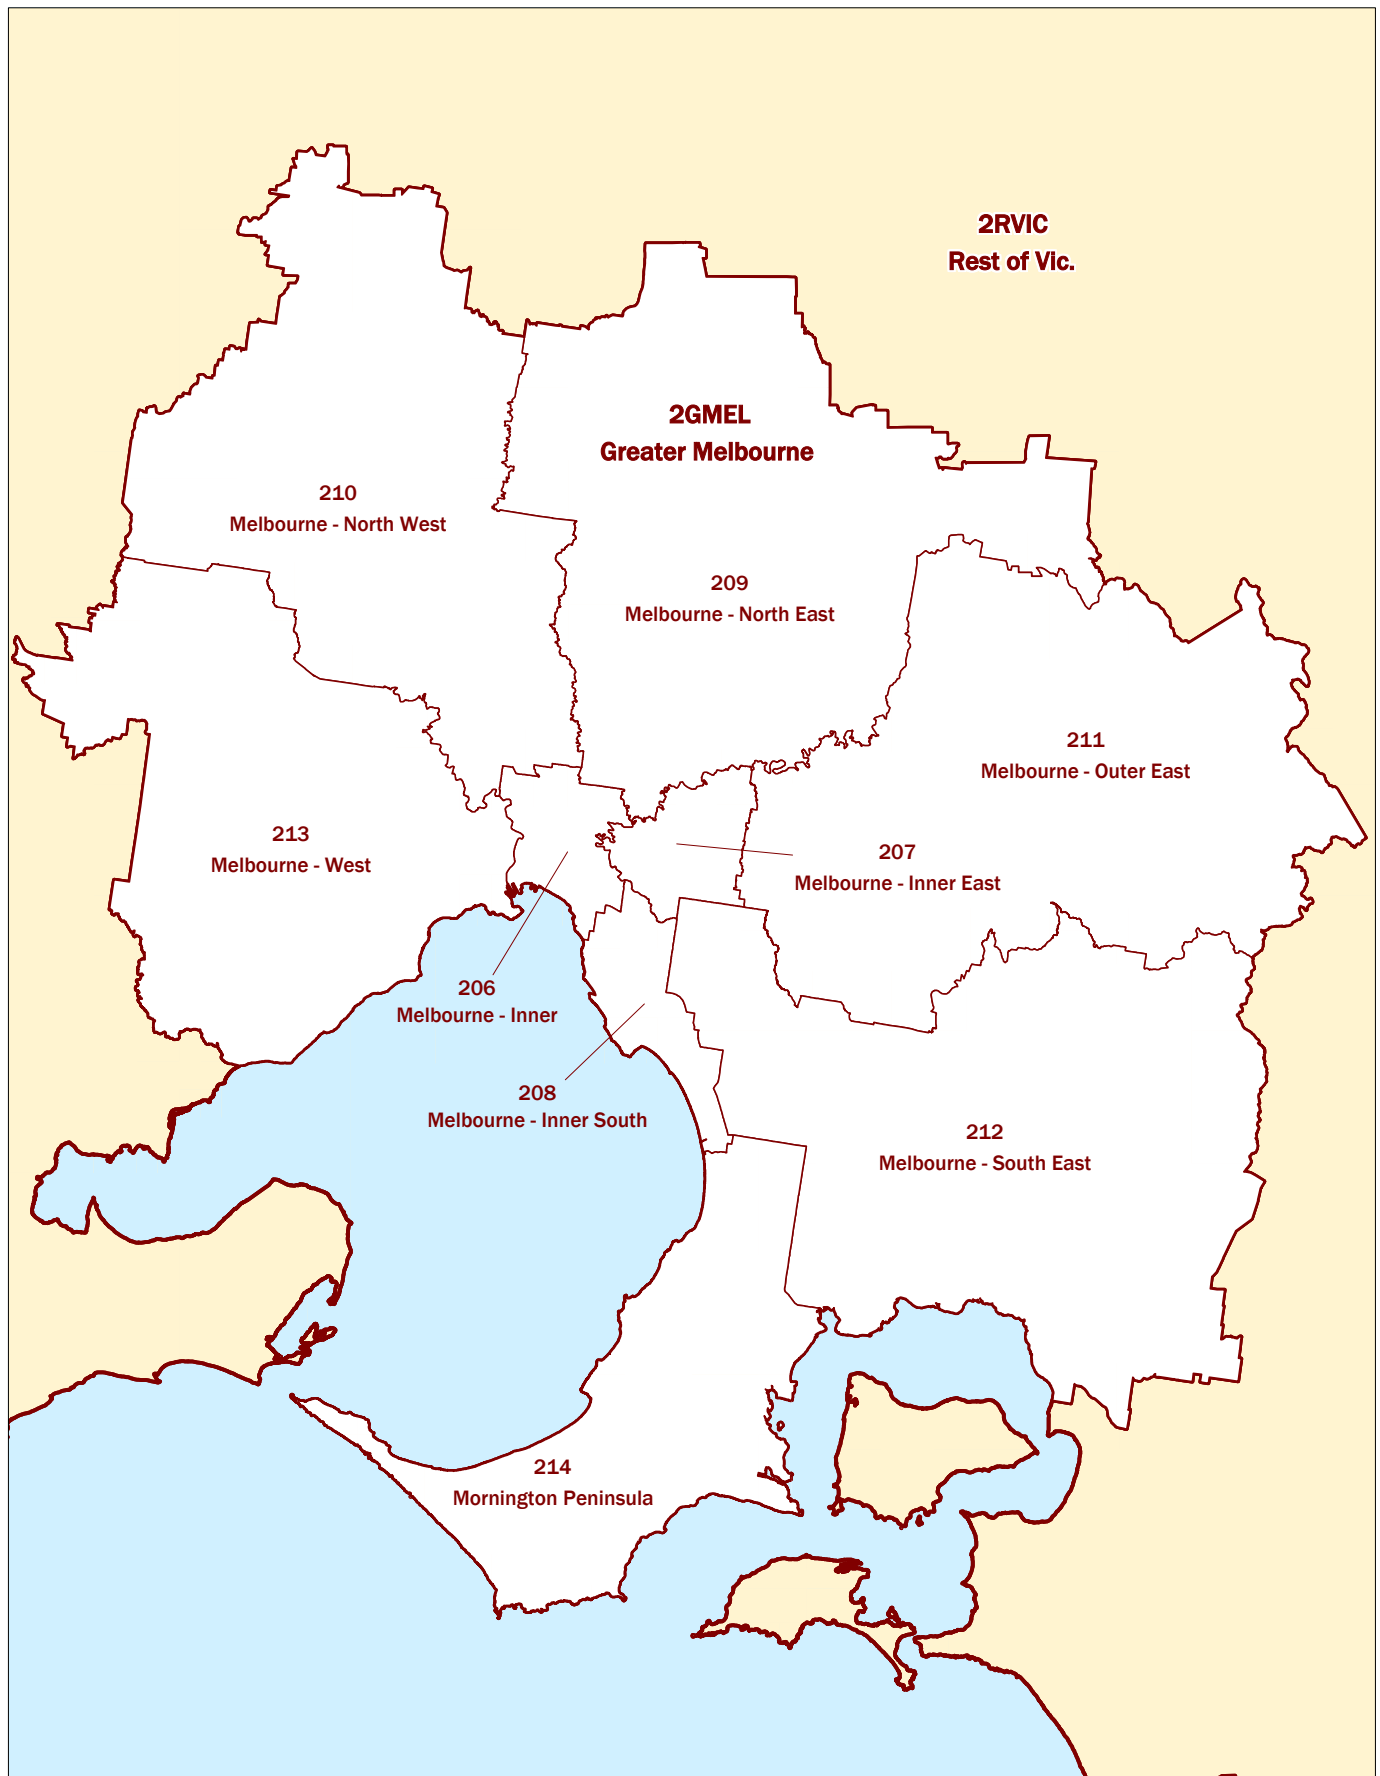 2RVIC
Rest of Vic.
2GMEL
Greater Melbourne
210
Melbourne - North West
209
Melbourne - North East
211
Melbourne - Outer East
213
Melbourne - West
207
Melbourne - Inner East
206
Melbourne - Inner
208
Melbourne - Inner South
212
Melbourne - South East
214
Mornington Peninsula